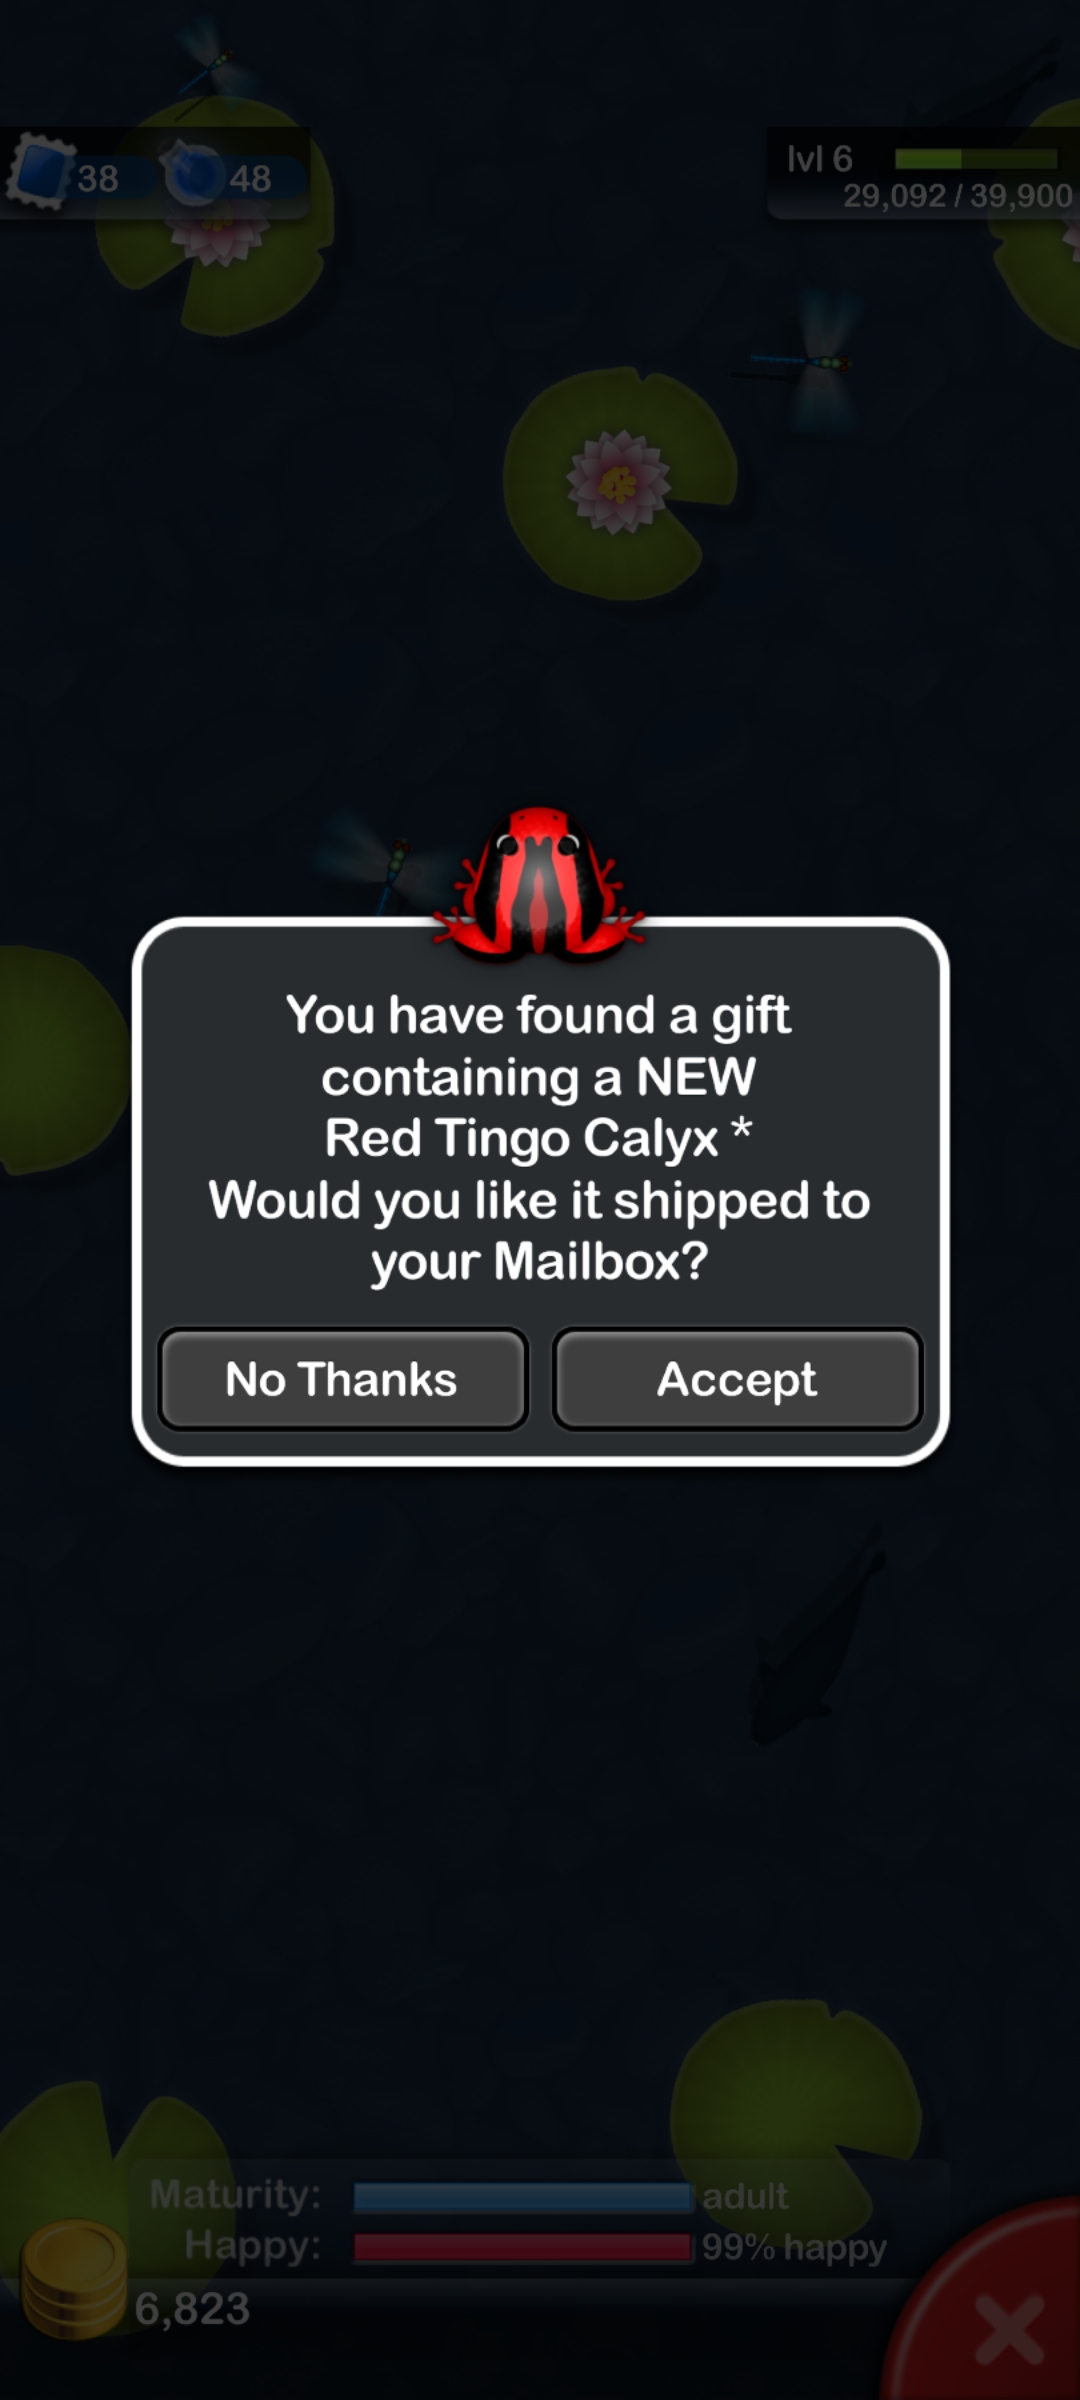 38
48
lvl 6
29,092 / 39,900
You have found a gift
containing a NEW
Red Tingo Calyx *
Would you like it shipped to
your Mailbox?
No Thanks
Accept
Maturity: adult
Happy: 99% happy
6,823